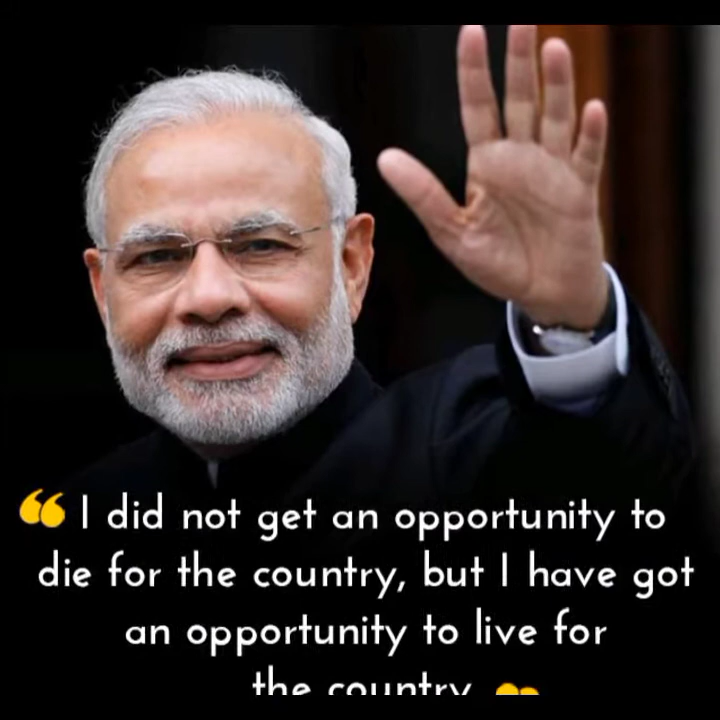 “ I did not get an opportunity to
die for the country, but I have got
an opportunity to live for
the country. ”